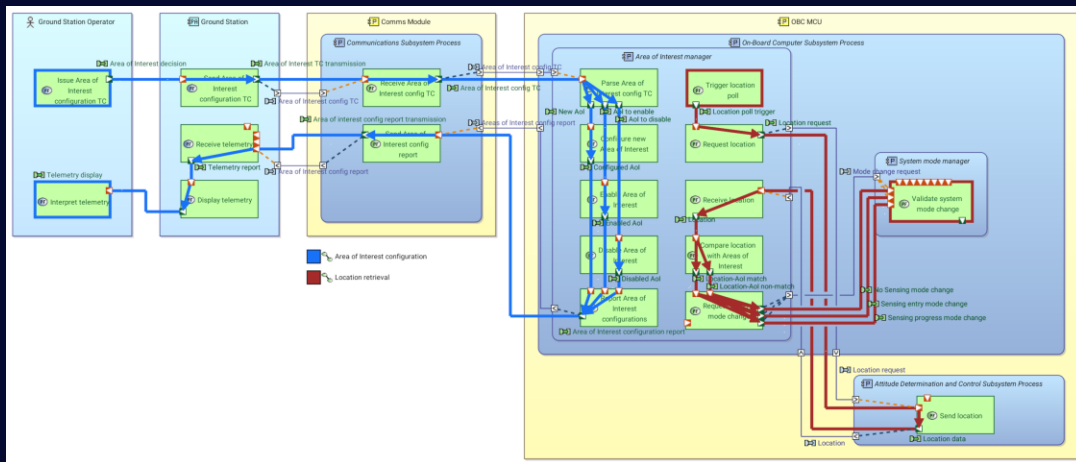 Ground Station Operator
Ground Station
Comms Module
OBC MCU
Communications Subsystem Process
On-Board Computer Subsystem Process
Area of Interest manager
Area of Interest decision
Area of Interest TC transmission
Area of Interest config TC
Area of Interest config TC
Issue Area of
Interest
configuration TC
Send Area of
Interest
configuration TC
Area of Interest config TC
Receive Area of
Interest config TC
Area of Interest config TC
Parse Area of
Interest config TC
Trigger location
poll
New AoI
AoI to enable
AoI to disable
Location poll trigger
Location request
Area of interest config report transmission
Areas of Interest config report
Receive telemetry
Send Area of
Interest config report
Configure new
Area of Interest
Request location
Telemetry report
Area of Interest config report
Configured AoI
System mode manager
Mode change request
Telemetry display
Interpret telemetry
Display telemetry
Enable Area of
Interest
Receive location
Validate system
mode change
Enabled AoI
Location
Disable Area of
Interest
Compare location
with Areas of
Interest
Area of Interest configuration
Location retrieval
Disabled AoI
Location-AoI match
Location-AoI non-match
No Sensing mode change
Report Area of
Interest
configurations
mode change
Sensing entry mode change
Sensing progress mode change
Area of Interest configuration report
Location request
Attitude Determination and Control Subsystem Process
Send location
Location
Location data